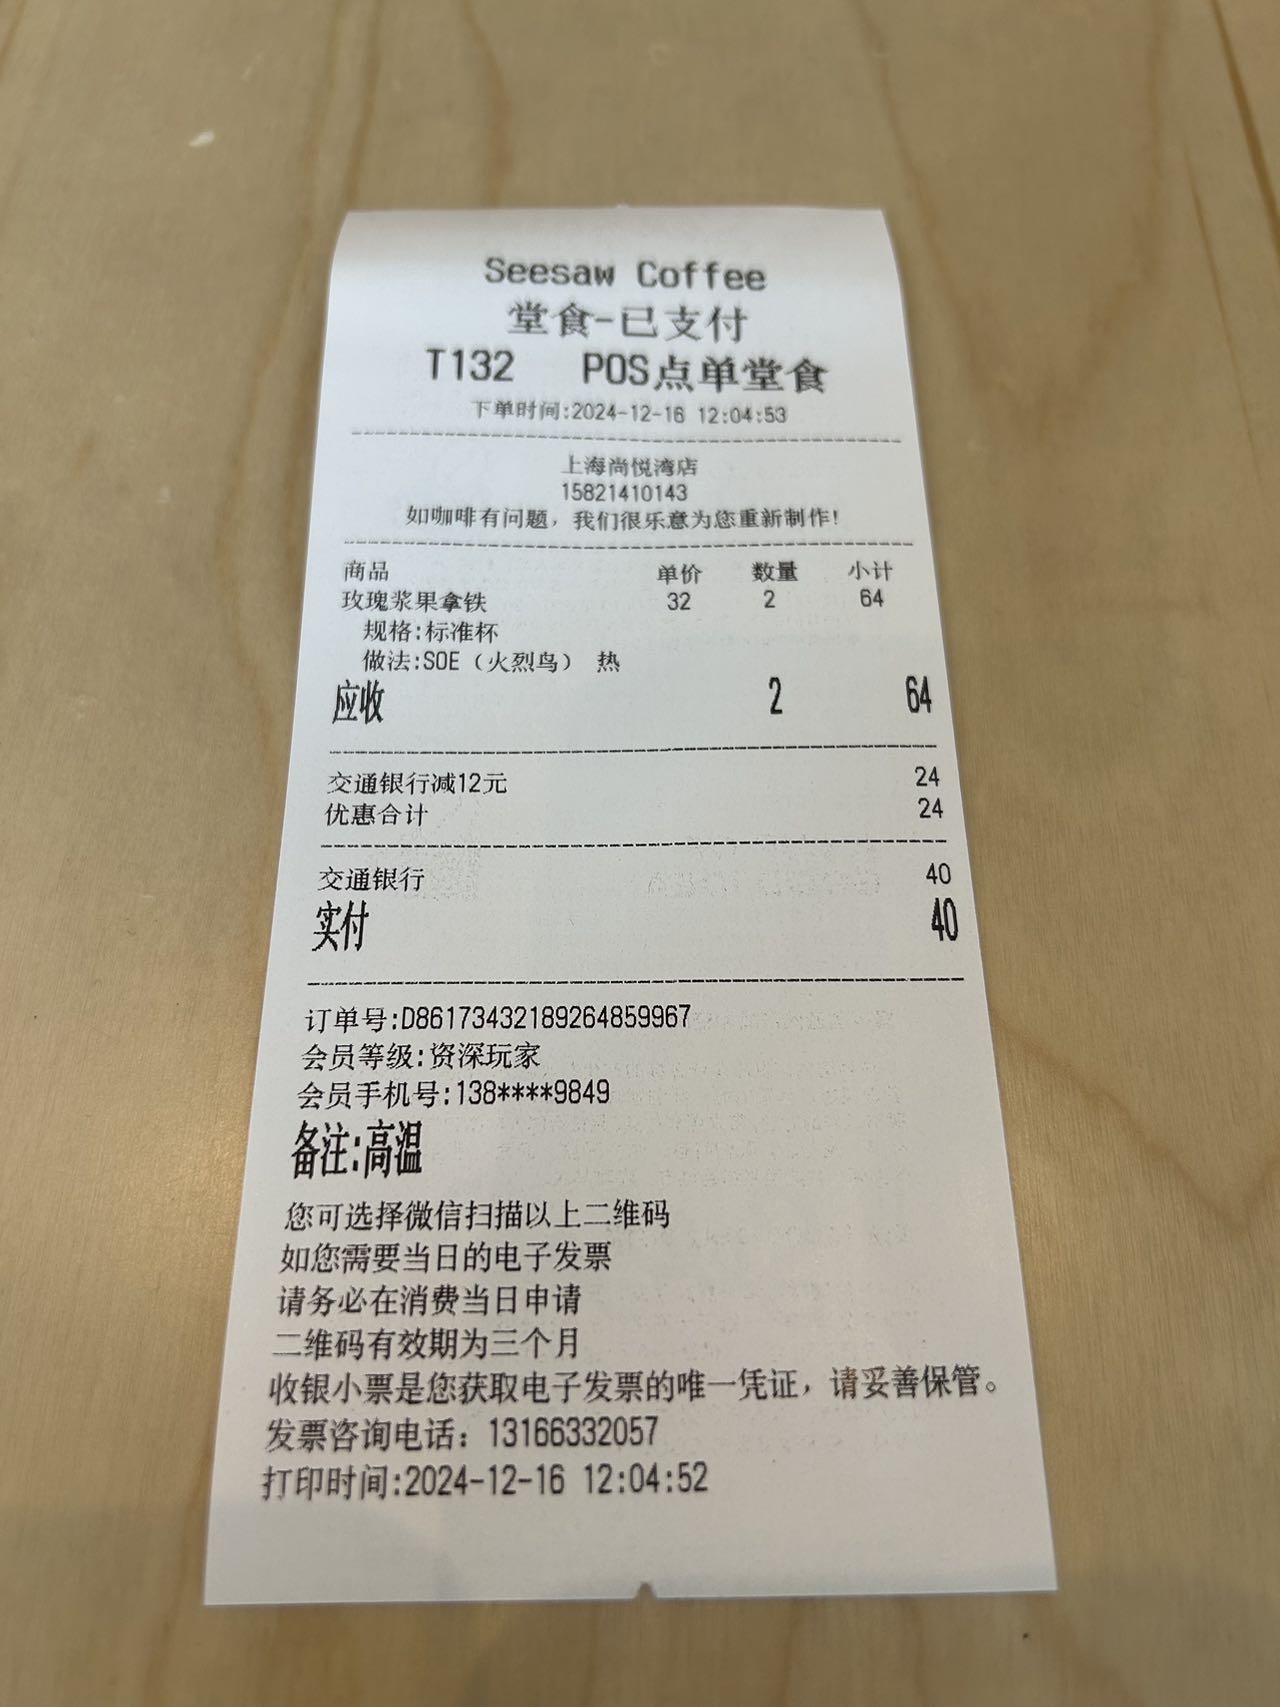 Seesaw Coffee
堂食-已支付
T132 POS点单堂食
下单时间:2024-12-16 12:04:53
上海尚悦湾店
15821410143
如咖啡有问题，我们很乐意为您重新制作!
商品 单价 数量 小计
玫瑰浆果拿铁 32 2 64
规格:标准杯
做法:SOE（火烈鸟） 热
应收 2 64
交通银行减12元 24
优惠合计 24
交通银行 40
实付 40
订单号:D86173432189264859967
会员等级:资深玩家
会员手机号:138****9849
备注:高温
您可选择微信扫描以上二维码
如您需要当日的电子发票
请务必在消费当日申请
二维码有效期为三个月
收银小票是您获取电子发票的唯一凭证，请妥善保管。
发票咨询电话：13166332057
打印时间:2024-12-16 12:04:52